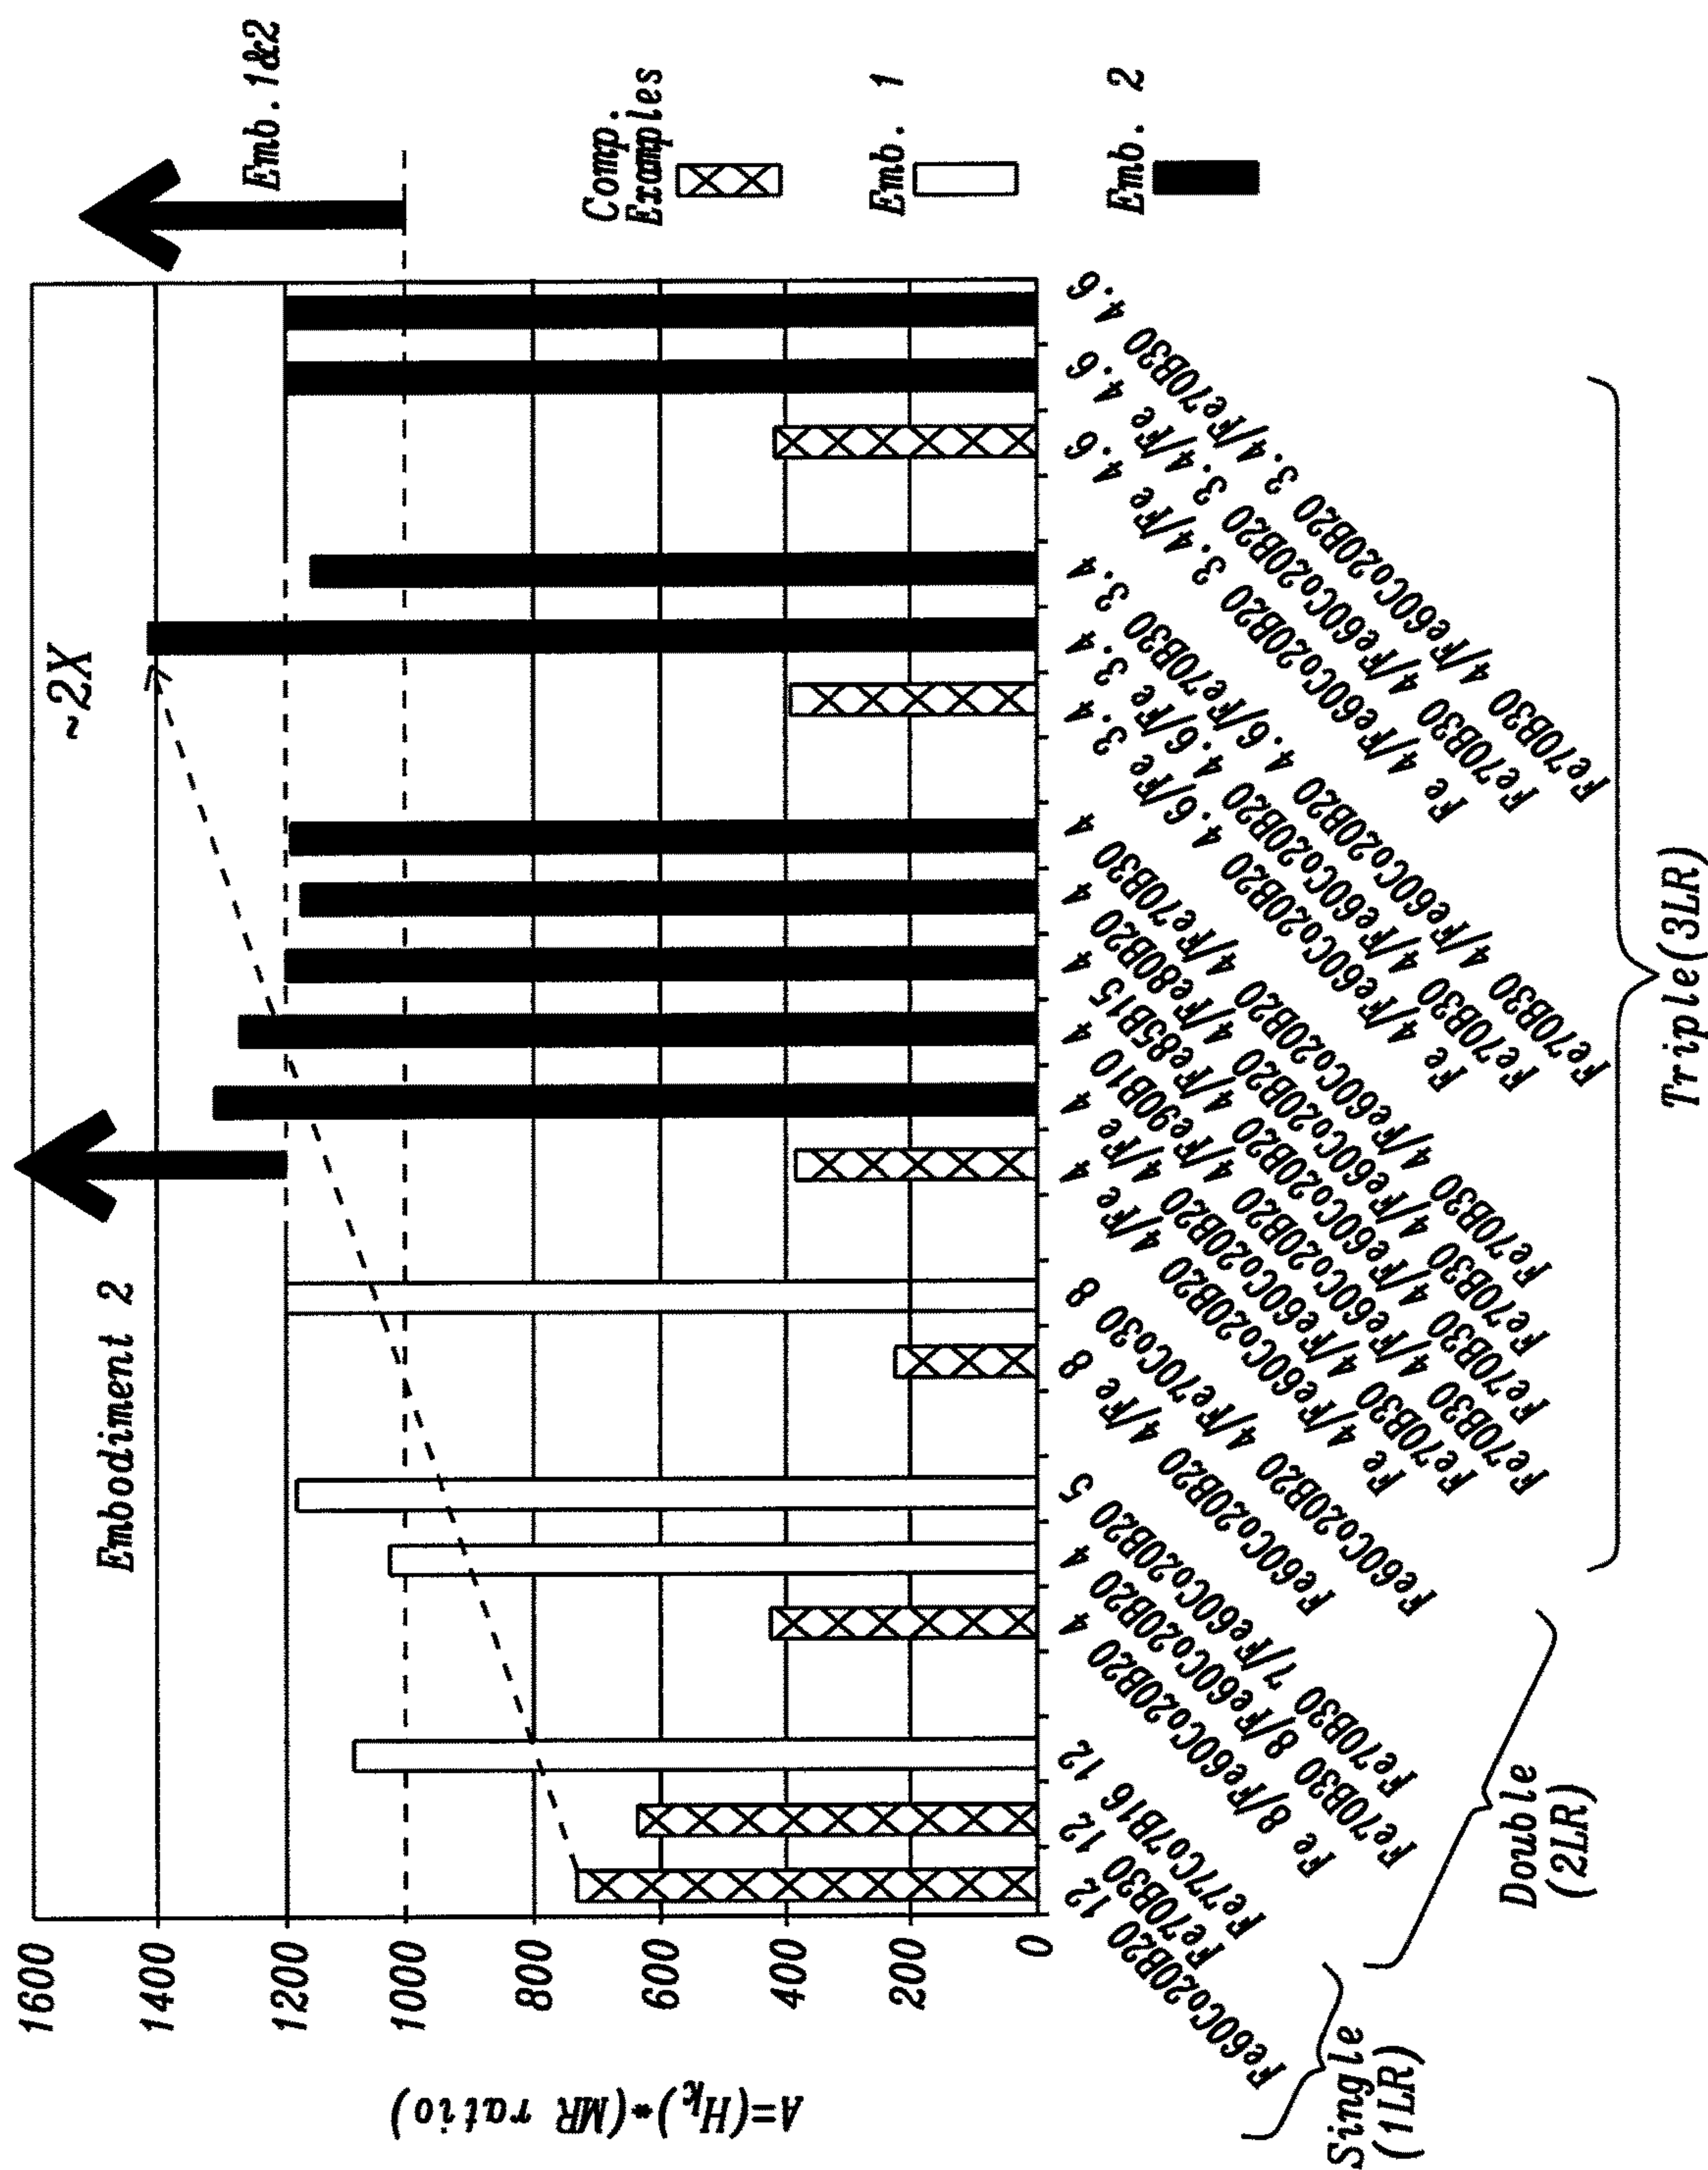 A=(Hk)*(MR ratio)
1600
1400
1200
1000
800
600
400
200
0
Embodiment 2
~2X
Emb.1&2
Comp.
Examples
Emb. 1
Emb. 2
Fe60Co20B20 12
Fe70B30 12
Fe77Co7B16 12
Fe 8/Fe60Co20B20 4
Fe70B30 8/Fe60Co20B20 4
Fe70B30 7/Fe60Co20B20 5
Fe60Co20B20 4/Fe 8
Fe60Co20B20 4/Fe70Co30 8
Fe 4/Fe60Co20B20 4/Fe 4
Fe70B30 4/Fe60Co20B20 4/Fe 4
Fe70B30 4/Fe60Co20B20 4/Fe90B10 4
Fe70B30 4/Fe60Co20B20 4/Fe85B15 4
Fe70B30 4/Fe60Co20B20 4/Fe80B20 4
Fe70B30 4/Fe60Co20B20 4/Fe70B30 4
Fe 4/Fe60Co20B20 4.6/Fe 3.4
Fe70B30 4/Fe60Co20B20 4.6/Fe 3.4
Fe70B30 4/Fe60Co20B20 4.6/Fe70B30 3.4
Fe 4/Fe60Co20B20 3.4/Fe 4.6
Fe70B30 4/Fe60Co20B20 3.4/Fe 4.6
Fe70B30 4/Fe60Co20B20 3.4/Fe70B30 4.6
Single
(1LR)
Double
(2LR)
Triple(3LR)